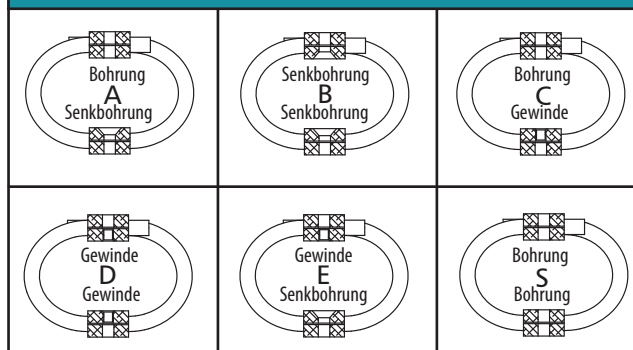 Bohrung
A
Senkbohrung
Senkbohrung
B
Senkbohrung
Bohrung
C
Gewinde
Gewinde
D
Gewinde
Gewinde
E
Senkbohrung
Bohrung
S
Bohrung